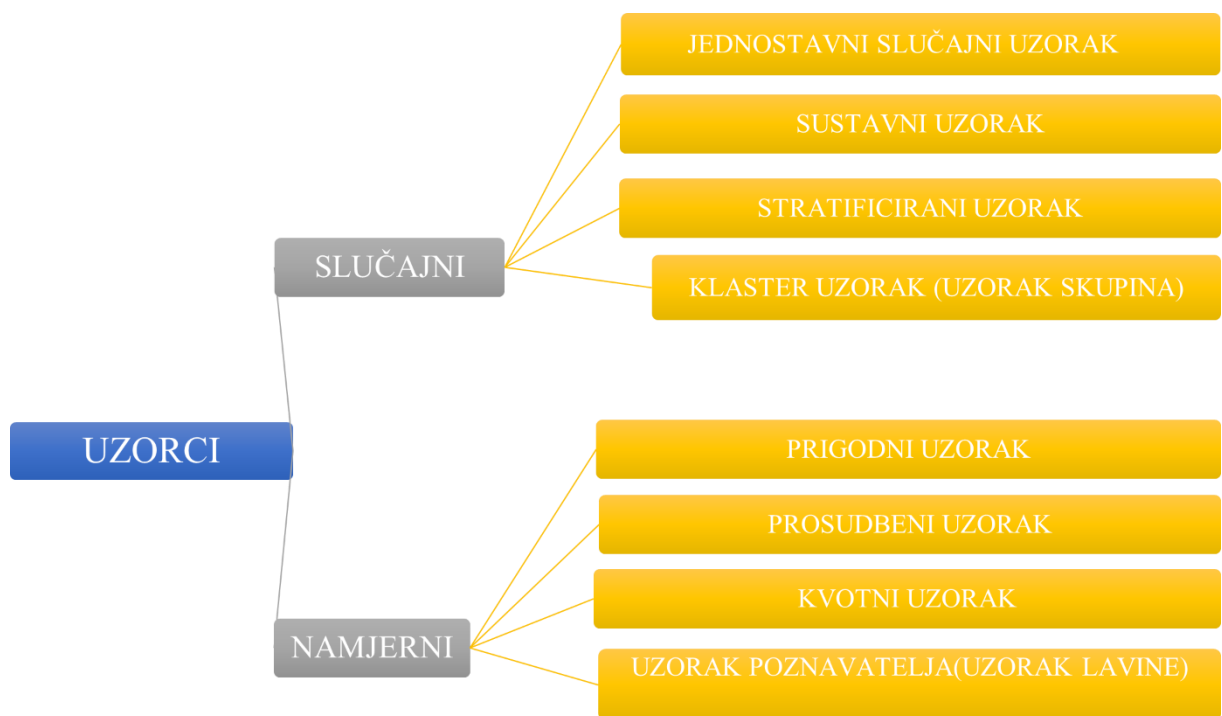 UZORCI
SLUČAJNI
JEDNOSTAVNI SLUČAJNI UZORAK
SUSTAVNI UZORAK
STRATIFICIRANI UZORAK
KLASTER UZORAK (UZORAK SKUPINA)
NAMJERNI
PRIGODNI UZORAK
PROSUDBENI UZORAK
KVOTNI UZORAK
UZORAK POZNAVATELJA(UZORAK LAVINE)